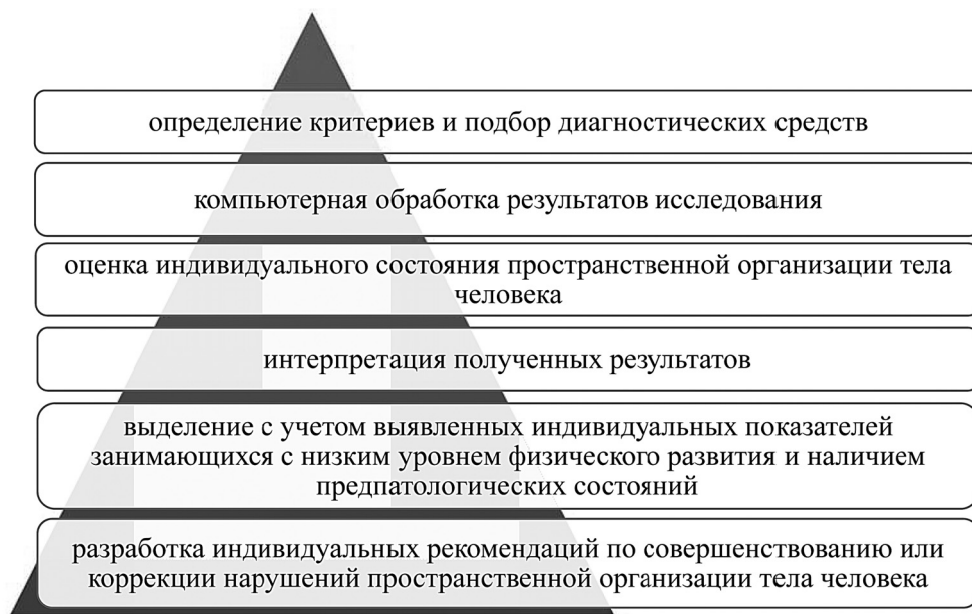 определение критериев и подбор диагностических средств
компьютерная обработка результатов исследования
оценка индивидуального состояния пространственной организации тела
человека
интерпретация полученных результатов
выделение с учетом выявленных индивидуальных показателей
занимающихся с низким уровнем физического развития и наличием
предпатологических состояний
разработка индивидуальных рекомендаций по совершенствованию или
коррекции нарушений пространственной организации тела человека